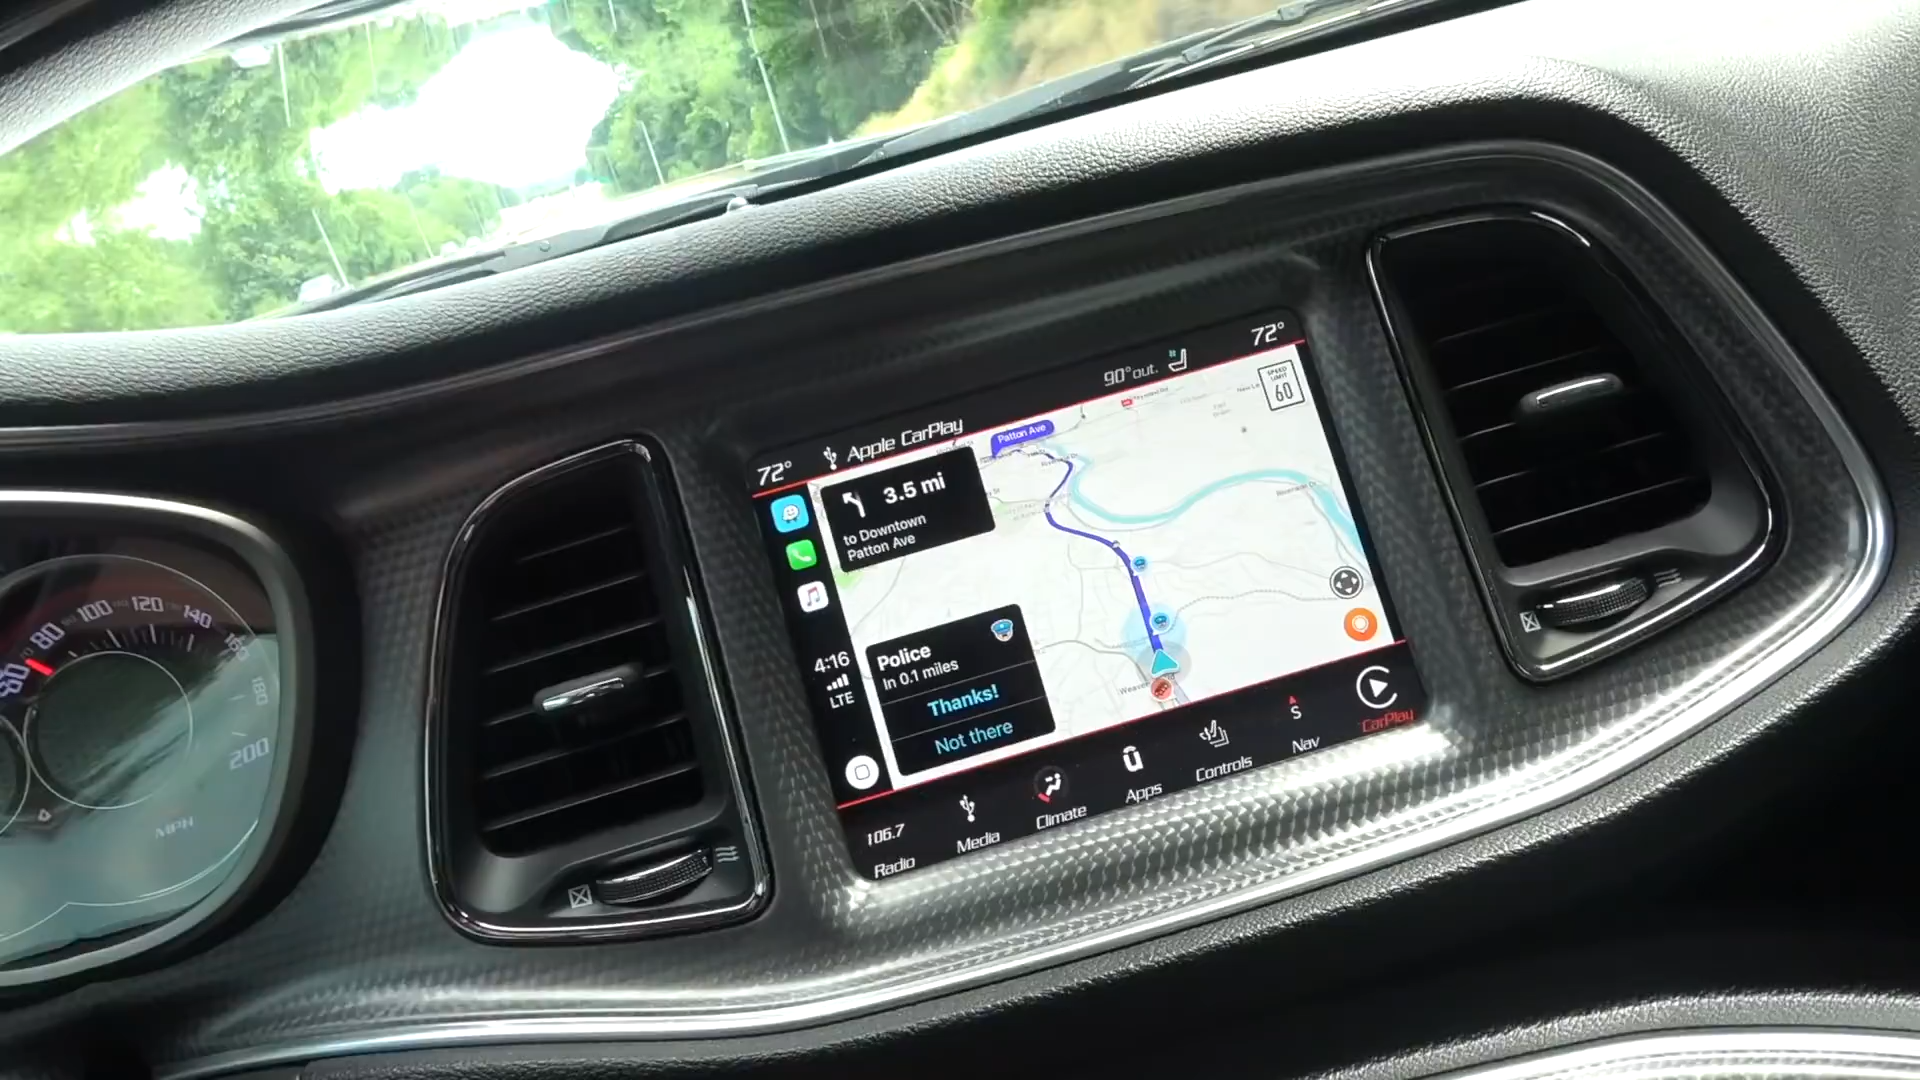 72°
Apple CarPlay
90°out.
72°
SPEED
LIMIT
60
Patton Ave
3.5 mi
to Downtown
Patton Ave
4:16
LTE
Police
In 0.1 miles
Thanks!
Not there
106.7
Radio
Media
Climate
Apps
Controls
S
Nav
CarPlay
60
80
100
120
140
160
180
200
MPH